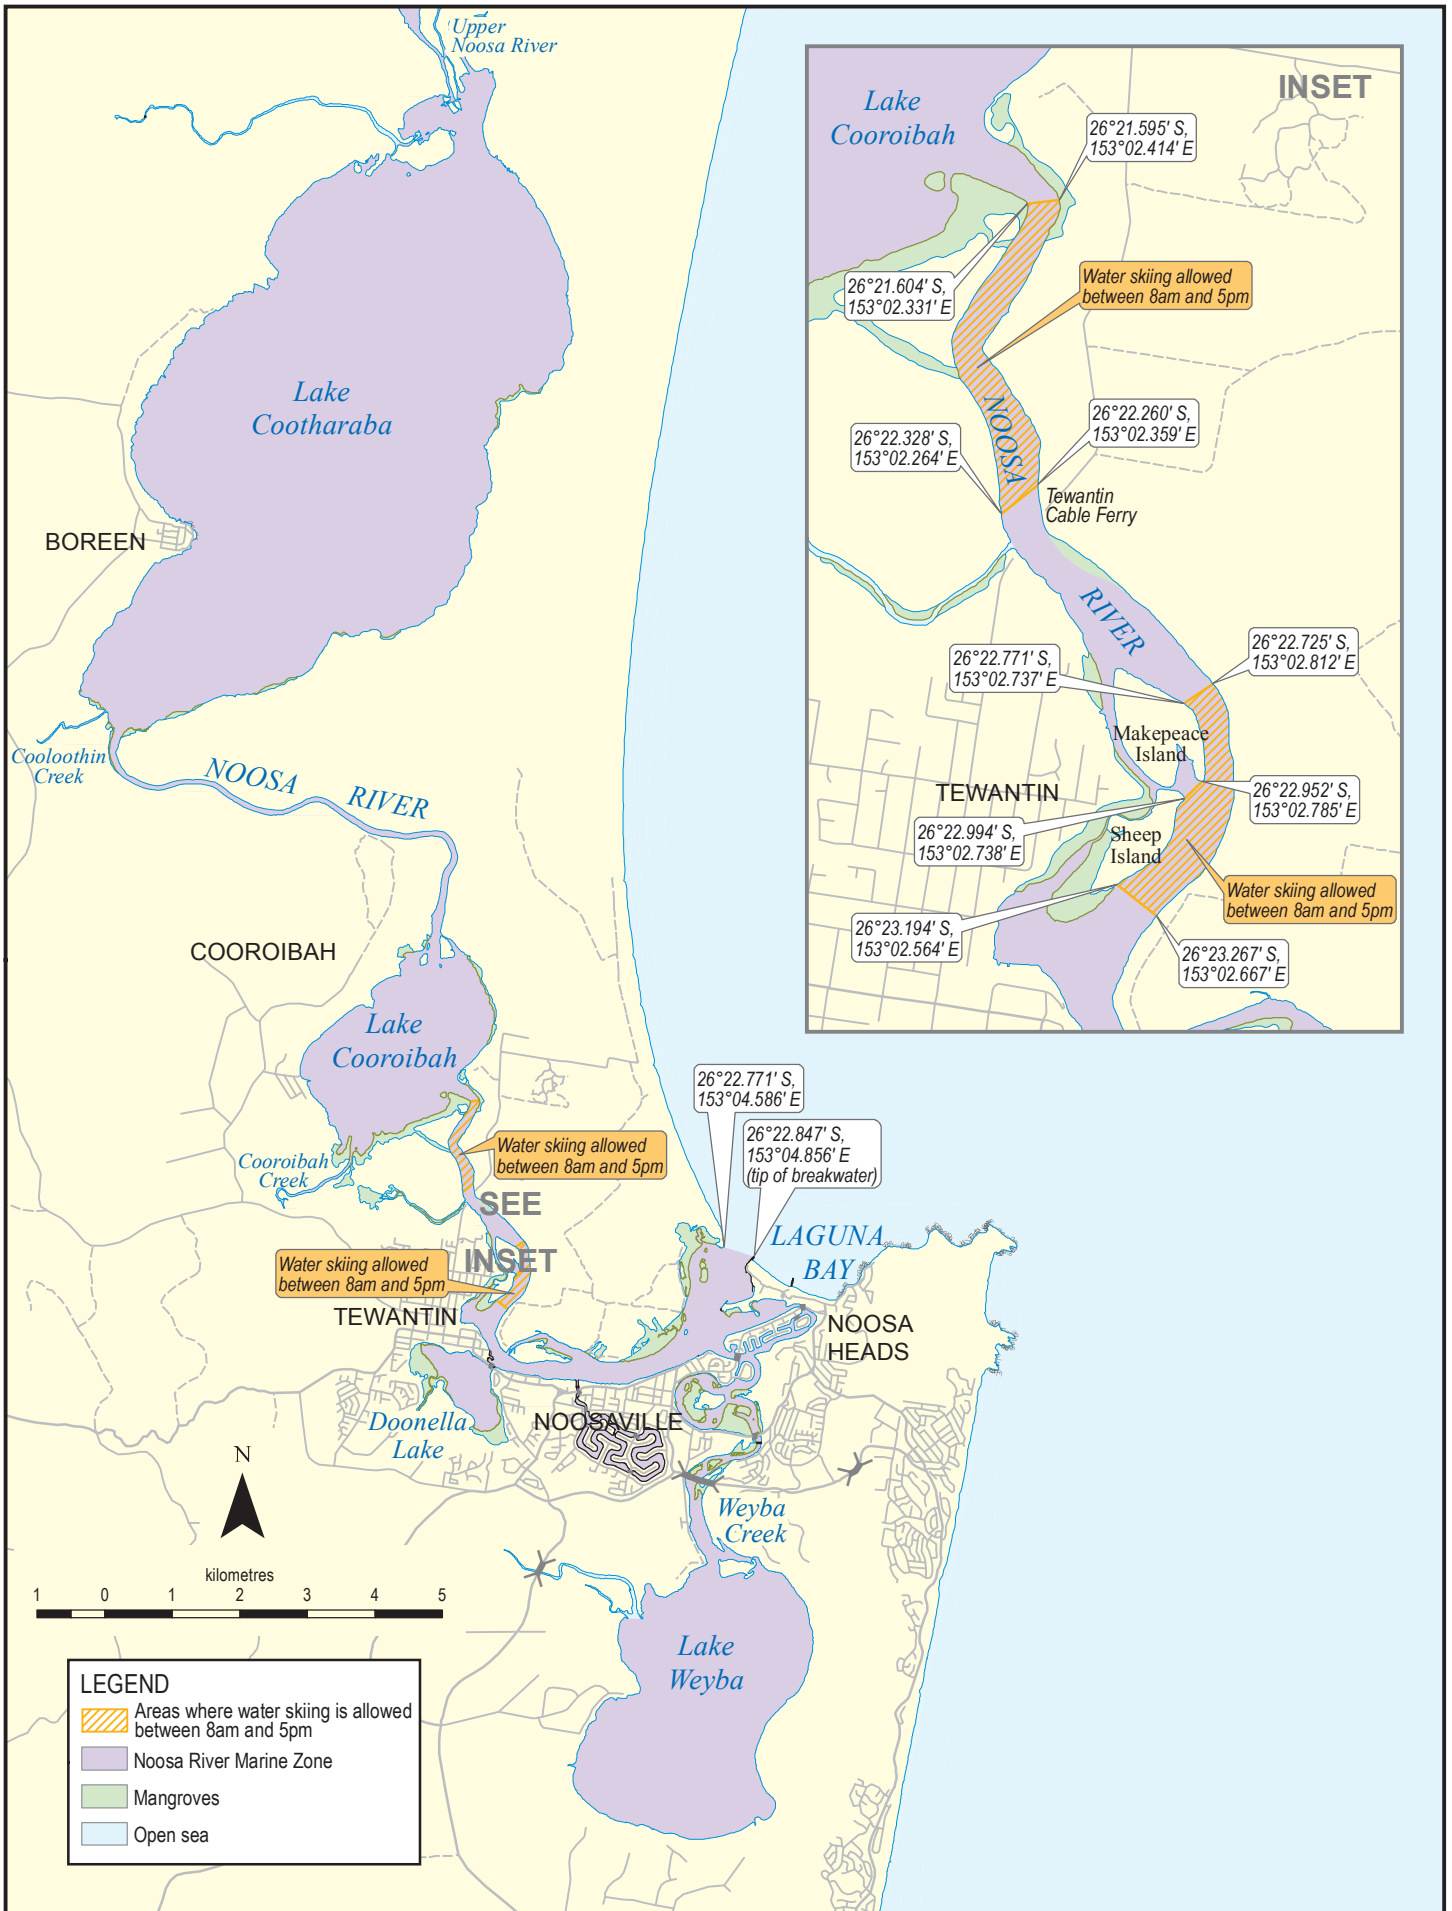 Upper
Noosa River
INSET
Lake
Cooroibah
26°21.595' S,
153°02.414' E
26°21.604' S,
153°02.331' E
Water skiing allowed
between 8am and 5pm
NOOSA
26°22.260' S,
153°02.359' E
26°22.328' S,
153°02.264' E
Tewantin
Cable Ferry
RIVER
26°22.725' S,
153°02.812' E
26°22.771' S,
153°02.737' E
Makepeace
Island
TEWANTIN
26°22.952' S,
153°02.785' E
26°22.994' S,
153°02.738' E
Sheep
Island
Water skiing allowed
between 8am and 5pm
26°23.194' S,
153°02.564' E
26°23.267' S,
153°02.667' E
Lake
Cootharaba
BOREEN
Cooloothin
Creek
NOOSA RIVER
COOROIBAH
Lake
Cooroibah
26°22.771' S,
153°04.586' E
26°22.847' S,
153°04.856' E
(tip of breakwater)
Water skiing allowed
between 8am and 5pm
Cooroibah
Creek
SEE
INSET
LAGUNA
BAY
Water skiing allowed
between 8am and 5pm
TEWANTIN
NOOSA
HEADS
Doonella
Lake
NOOSAVILLE
N
Weyba
Creek
kilometres
1 0 1 2 3 4 5
Lake
Weyba
LEGEND
Areas where water skiing is allowed
between 8am and 5pm
Noosa River Marine Zone
Mangroves
Open sea